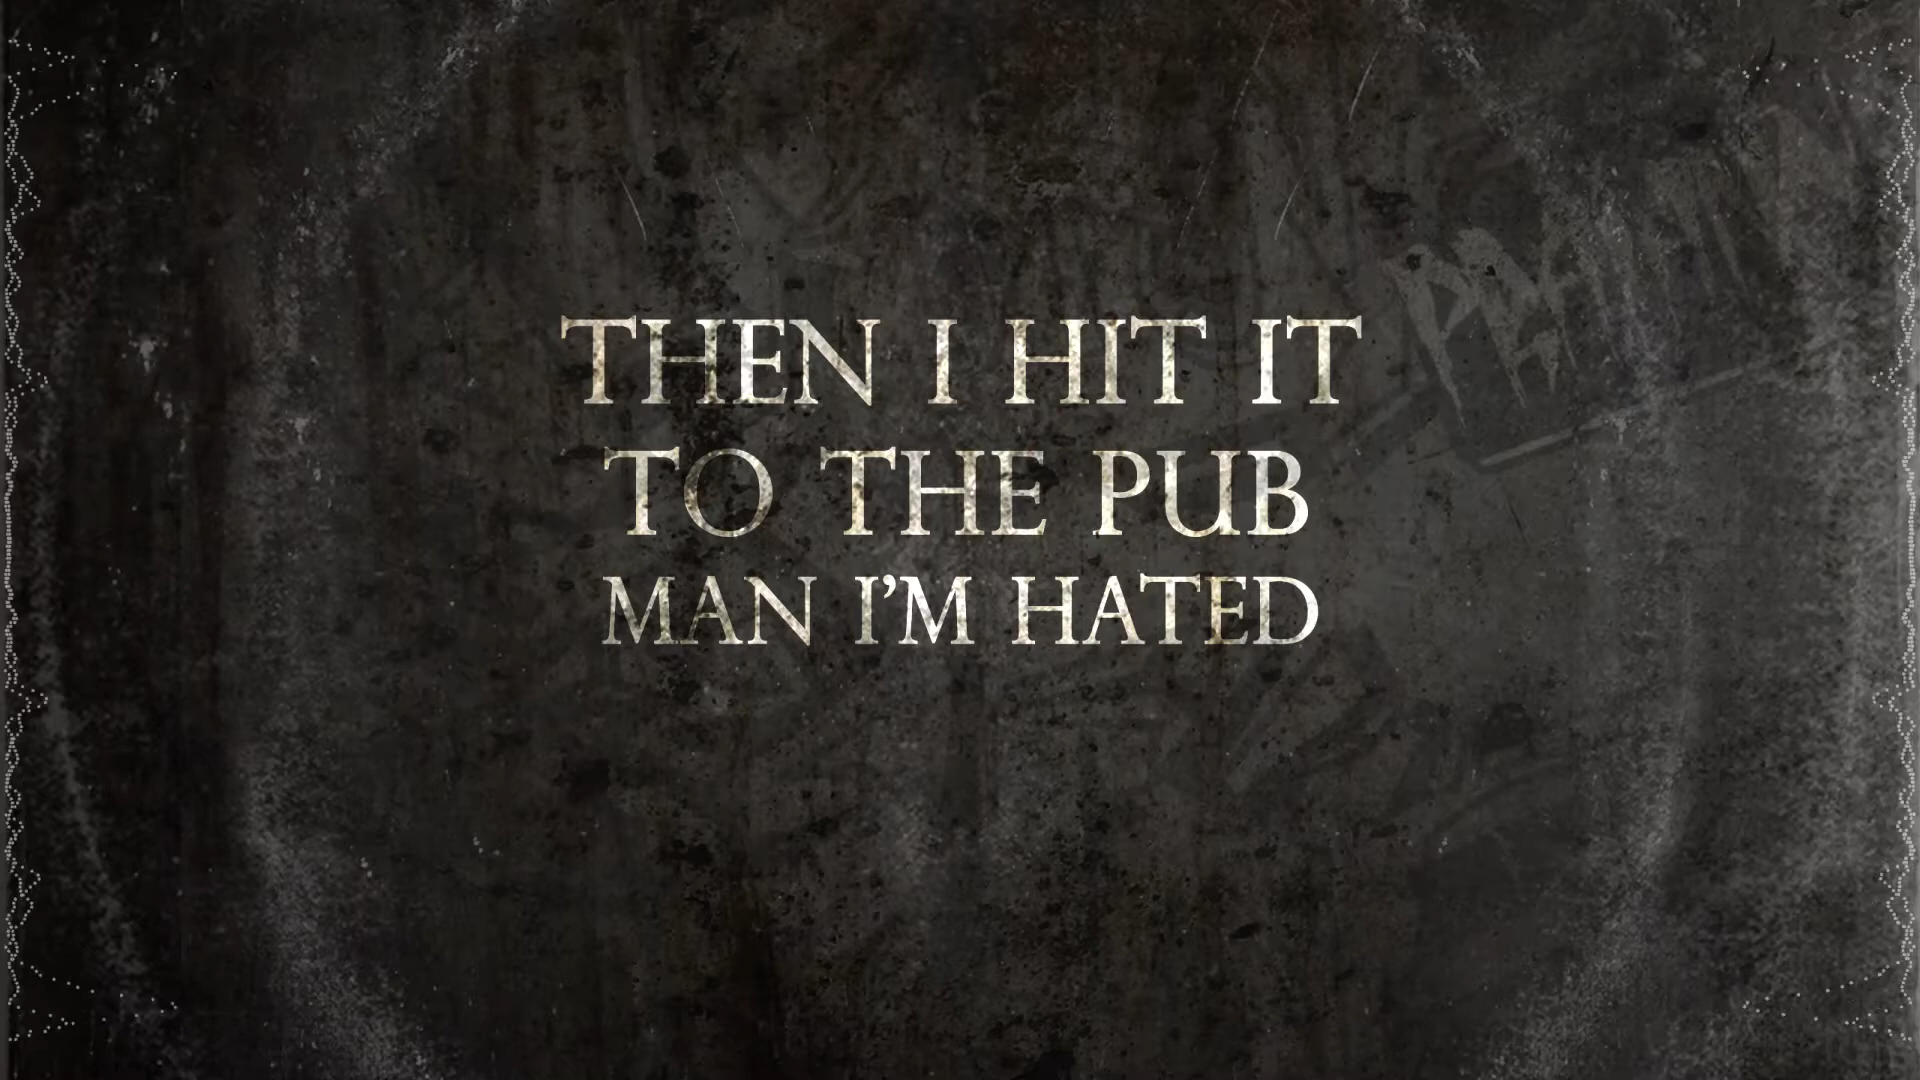 THEN I HIT IT
TO THE PUB
MAN I'M HATED